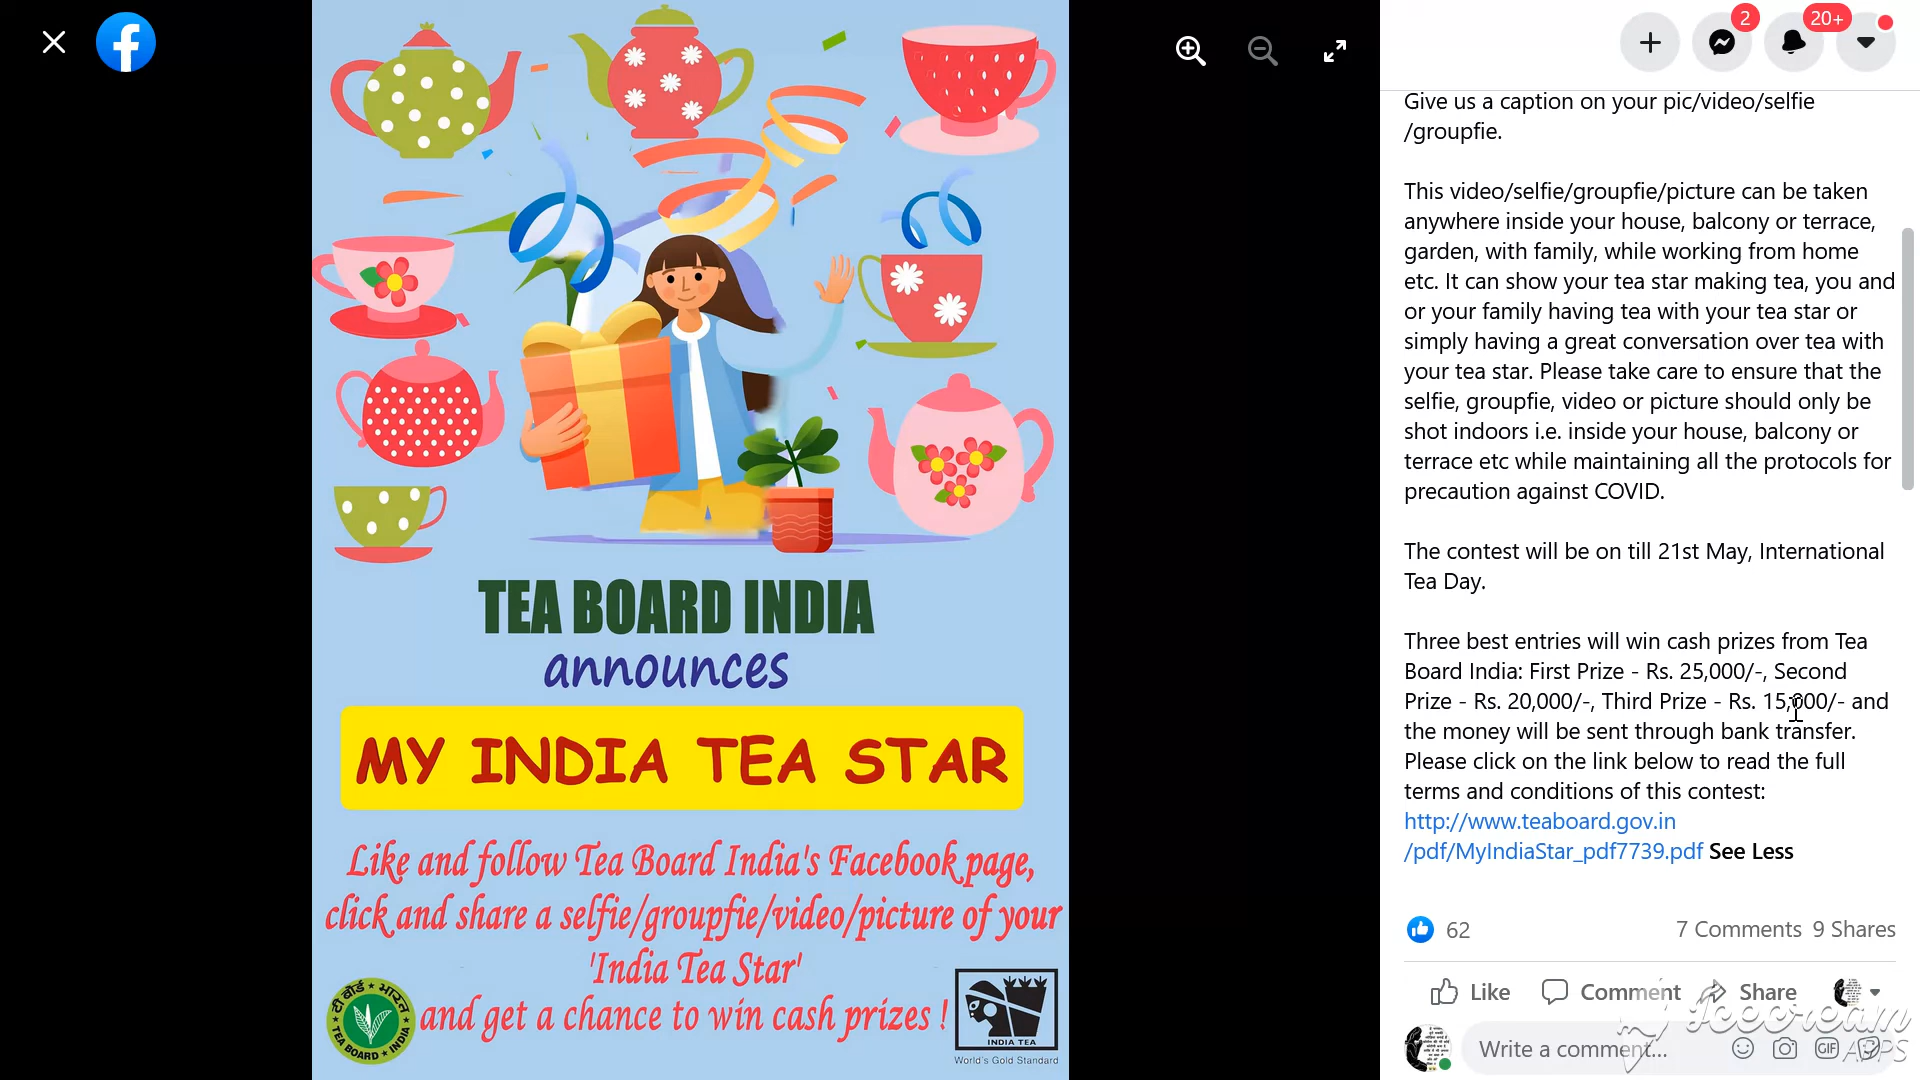 2
20+
Give us a caption on your pic/video/selfie
/groupfie.
This video/selfie/groupfie/picture can be taken
anywhere inside your house, balcony or terrace,
garden, with family, while working from home
etc. It can show your tea star making tea, you and
or your family having tea with your tea star or
simply having a great conversation over tea with
your tea star. Please take care to ensure that the
selfie, groupfie, video or picture should only be
shot indoors i.e. inside your house, balcony or
terrace etc while maintaining all the protocols for
precaution against COVID.
The contest will be on till 21st May, International
Tea Day.
Three best entries will win cash prizes from Tea
Board India: First Prize - Rs. 25,000/-, Second
Prize - Rs. 20,000/-, Third Prize - Rs. 15,000/- and
the money will be sent through bank transfer.
Please click on the link below to read the full
terms and conditions of this contest:
http://www.teaboard.gov.in
/pdf/MyIndiaStar_pdf7739.pdf See Less
62
7 Comments 9 Shares
Like Comment Share
Write a comment...
GIF
Icecream
APPS
TEA BOARD INDIA
announces
MY INDIA TEA STAR
Like and follow Tea Board India's Facebook page,
click and share a selfie/groupfie/video/picture of your
'India Tea Star'
and get a chance to win cash prizes !
टी बोर्ड भारत
TEA BOARD INDIA
INDIA TEA
World's Gold Standard